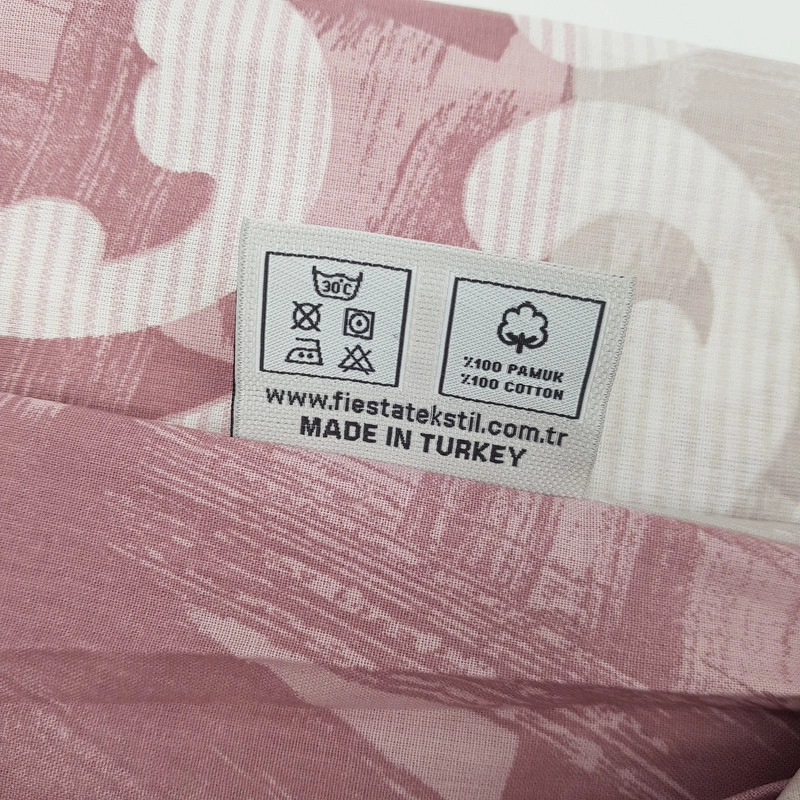 30°C
٪100 PAMUK
٪100 COTTON
www.fiestatekstil.com.tr
MADE IN TURKEY